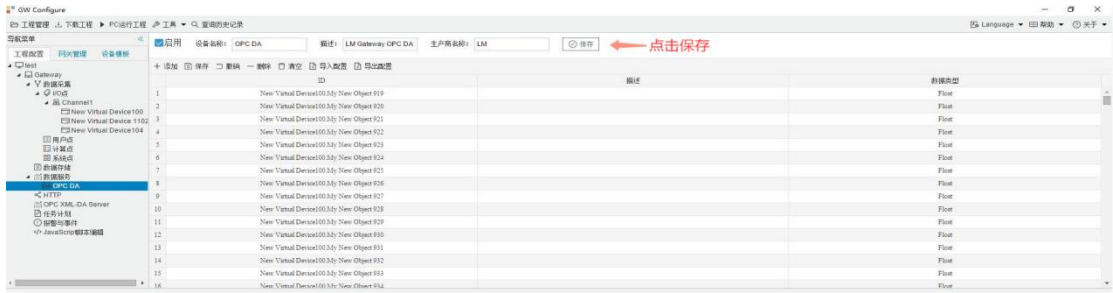 GW Configure
工程管理 下载工程 PC运行工程 工具 查询历史记录 Language 帮助 关于
导航菜单
工程配置 网关管理 设备模板
启用 设备名称: OPC DA 描述: LM Gateway OPC DA 生产商名称: LM 保存 点击保存
添加 保存 撤销 删除 清空 导入配置 导出配置
test
Gateway
数据采集
I/O点
Channel1
New Virtual Device100
New Virtual Device 1102
New Virtual Device104
用户点
计算点
系统点
数据存储
数据服务
OPC DA
HTTP
OPC XML-DA Server
任务计划
报警与事件
JavaScript脚本编辑
ID 描述 数据类型
1 New Virtual Device100.My New Object 919 Float
2 New Virtual Device100.My New Object 920 Float
3 New Virtual Device100.My New Object 921 Float
4 New Virtual Device100.My New Object 922 Float
5 New Virtual Device100.My New Object 923 Float
6 New Virtual Device100.My New Object 924 Float
7 New Virtual Device100.My New Object 925 Float
8 New Virtual Device100.My New Object 926 Float
9 New Virtual Device100.My New Object 927 Float
10 New Virtual Device100.My New Object 928 Float
11 New Virtual Device100.My New Object 929 Float
12 New Virtual Device100.My New Object 930 Float
13 New Virtual Device100.My New Object 931 Float
14 New Virtual Device100.My New Object 932 Float
15 New Virtual Device100.My New Object 933 Float
16 New Virtual Device100.My New Object 934 Float